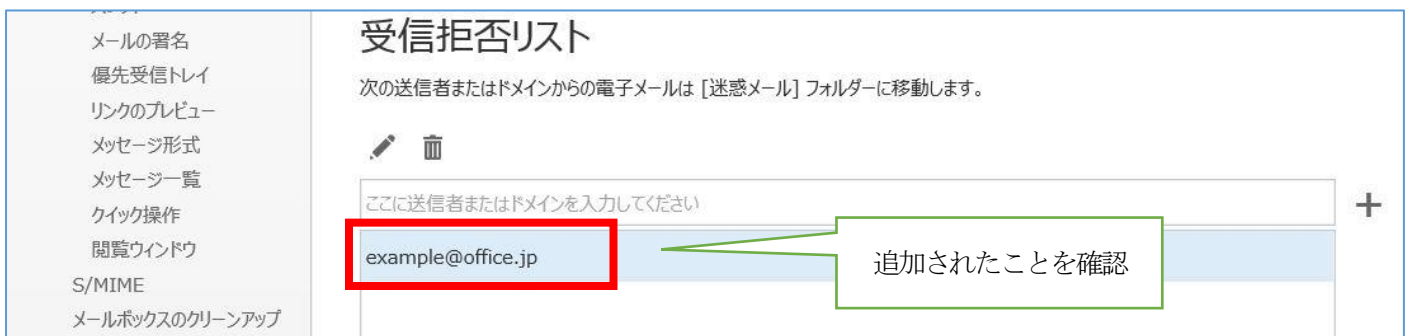 メールの署名
優先受信トレイ
リンクのプレビュー
メッセージ形式
メッセージ一覧
クイック操作
閲覧ウィンドウ
S/MIME
メールボックスのクリーンアップ
受信拒否リスト
次の送信者またはドメインからの電子メールは [迷惑メール] フォルダーに移動します。
ここに送信者またはドメインを入力してください
example@office.jp
追加されたことを確認